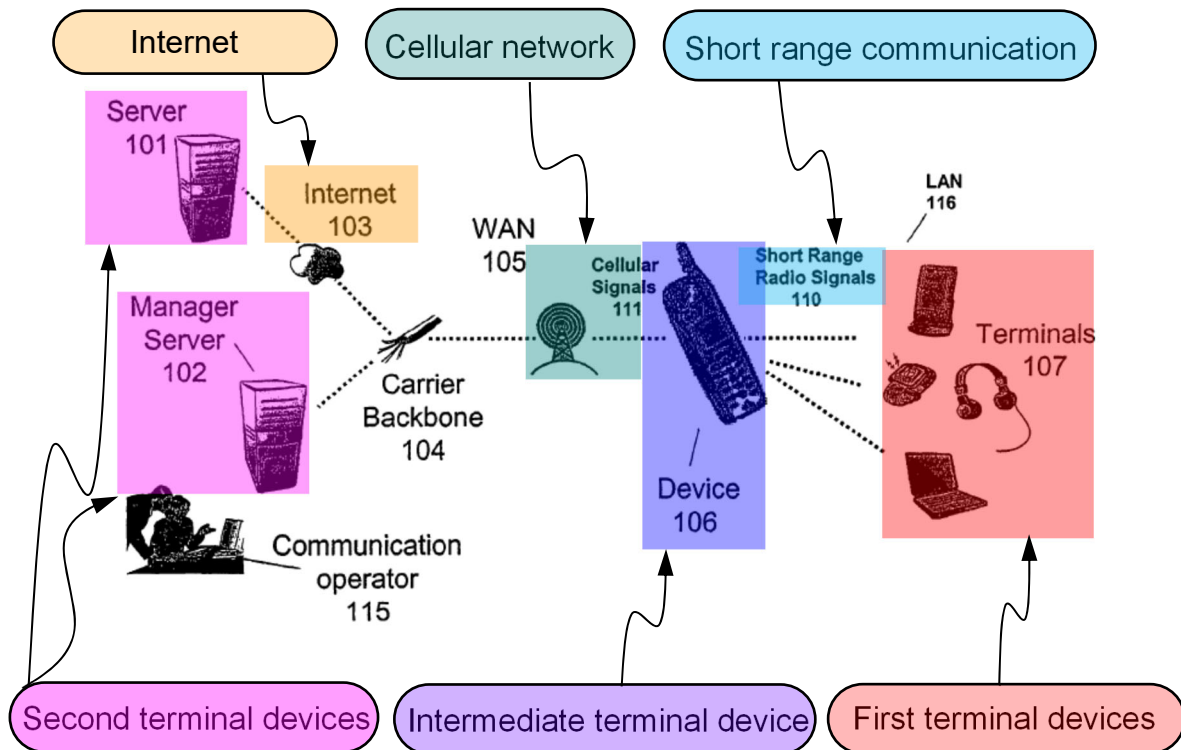 Internet
Cellular network
Short range communication
Server
101
Internet
103
WAN
105
Cellular
Signals
111
Short Range
Radio Signals
110
LAN
116
Manager
Server
102
Carrier
Backbone
104
Terminals
107
Device
106
Communication
operator
115
Second terminal devices
Intermediate terminal device
First terminal devices